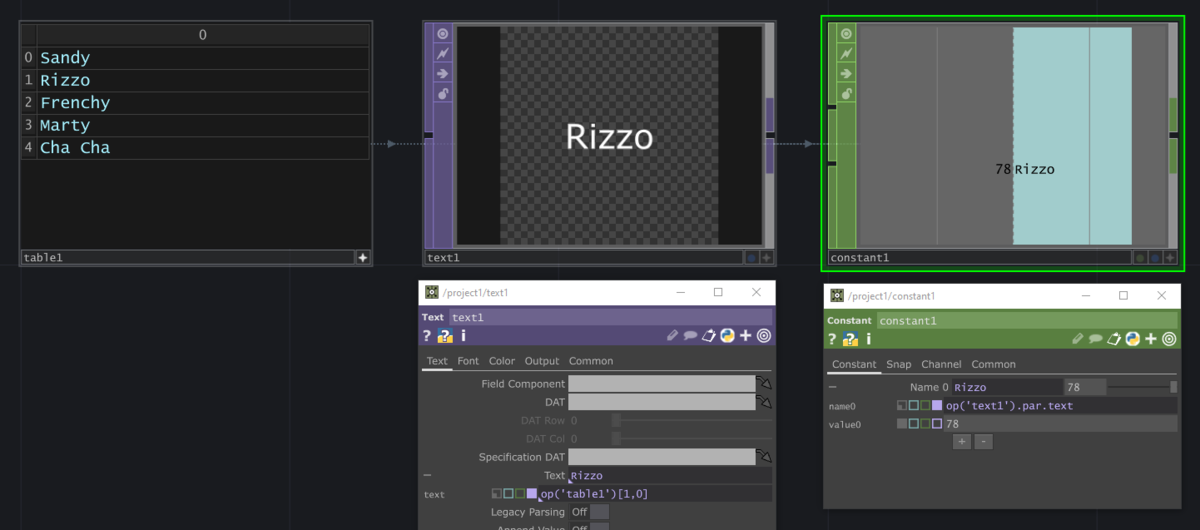 0
0 Sandy
1 Rizzo
2 Frenchy
3 Marty
4 Cha Cha
table1
Rizzo
text1
78 Rizzo
constant1
/project1/text1
Text text1
? ? i
Text Font Color Output Common
Field Component
DAT
DAT Row 0
DAT Col 0
Specification DAT
Text Rizzo
text op('table1')[1,0]
Legacy Parsing Off
Append Value Off
/project1/constant1
Constant constant1
? ? i
Constant Snap Channel Common
Name 0 Rizzo 78
name0 op('text1').par.text
value0 78
+ -